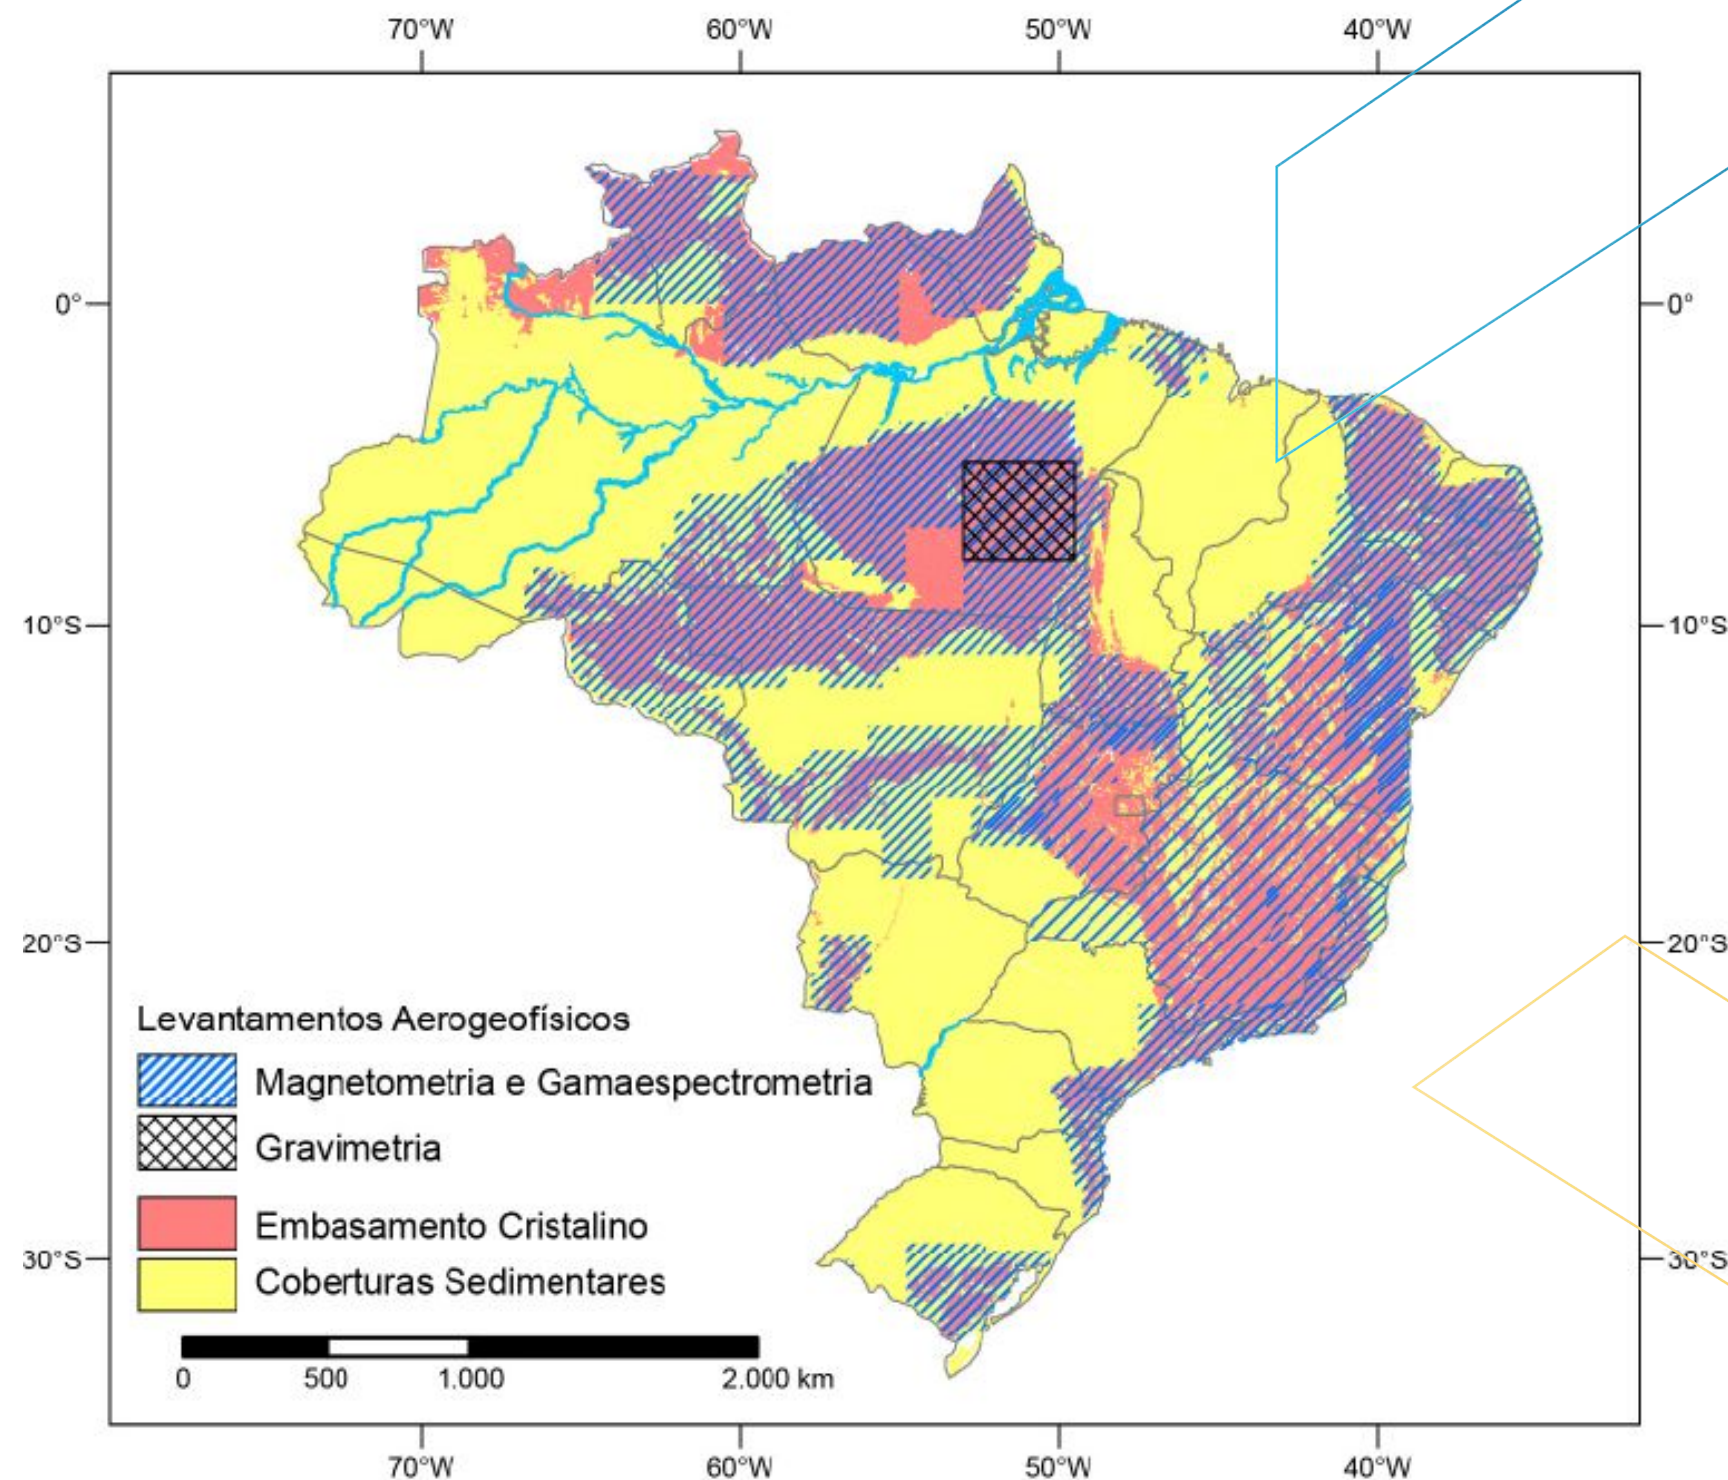 70°W 60°W 50°W 40°W
0° 0°
10°S 10°S
20°S 20°S
Levantamentos Aerogeofísicos
Magnetometria e Gamaespectrometria
Gravimetria
Embasamento Cristalino
30°S 30°S
Coberturas Sedimentares
0 500 1.000 2.000 km
70°W 60°W 50°W 40°W